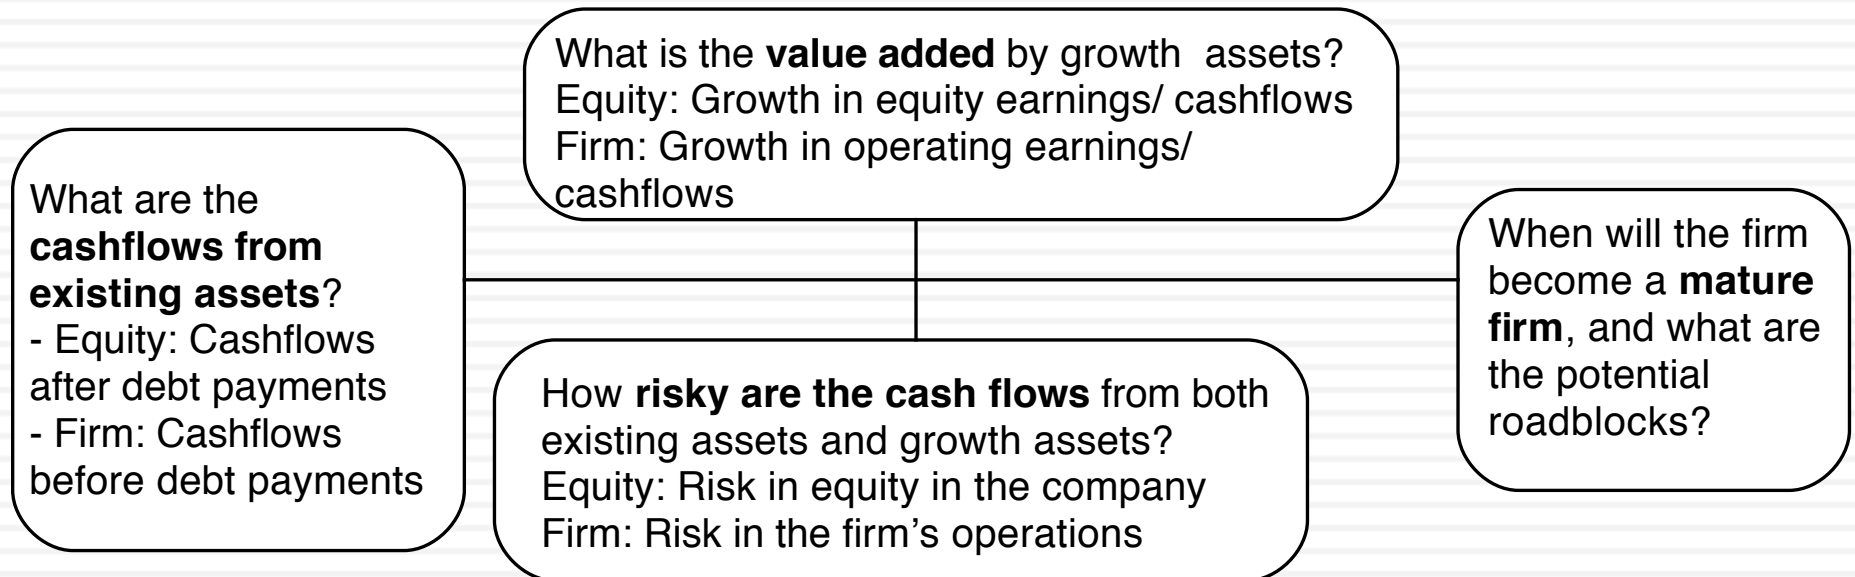 What is the value added by growth  assets?
Equity: Growth in equity earnings/ cashflows
Firm: Growth in operating earnings/
cashflows
What are the
cashflows from
existing assets?
- Equity: Cashflows
after debt payments
- Firm: Cashflows
before debt payments
When will the firm
become a mature
firm, and what are
the potential
roadblocks?
How risky are the cash flows from both
existing assets and growth assets?
Equity: Risk in equity in the company
Firm: Risk in the firm’s operations